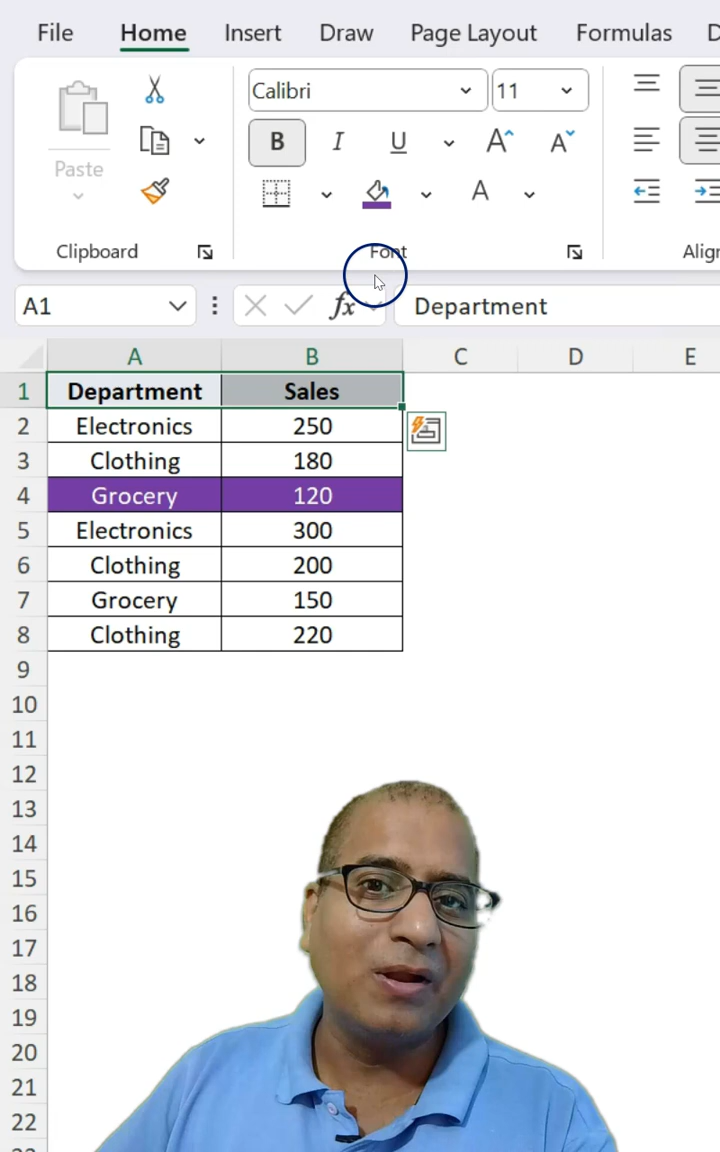 File Home Insert Draw Page Layout Formulas D
Calibri 11
B I U A A
Paste A
Clipboard Font Aligr
A1 fx Department
A B C D E
1 Department Sales
2 Electronics 250
3 Clothing 180
4 Grocery 120
5 Electronics 300
6 Clothing 200
7 Grocery 150
8 Clothing 220
9
10
11
12
13
14
15
16
17
18
19
20
21
22